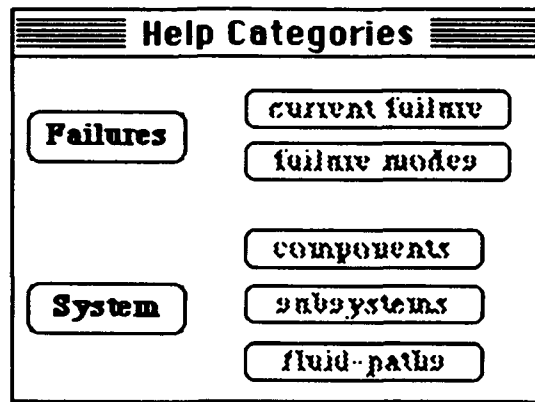 Help Categories
current failure
Failures
failure modes
components
System
subsystems
fluid-paths